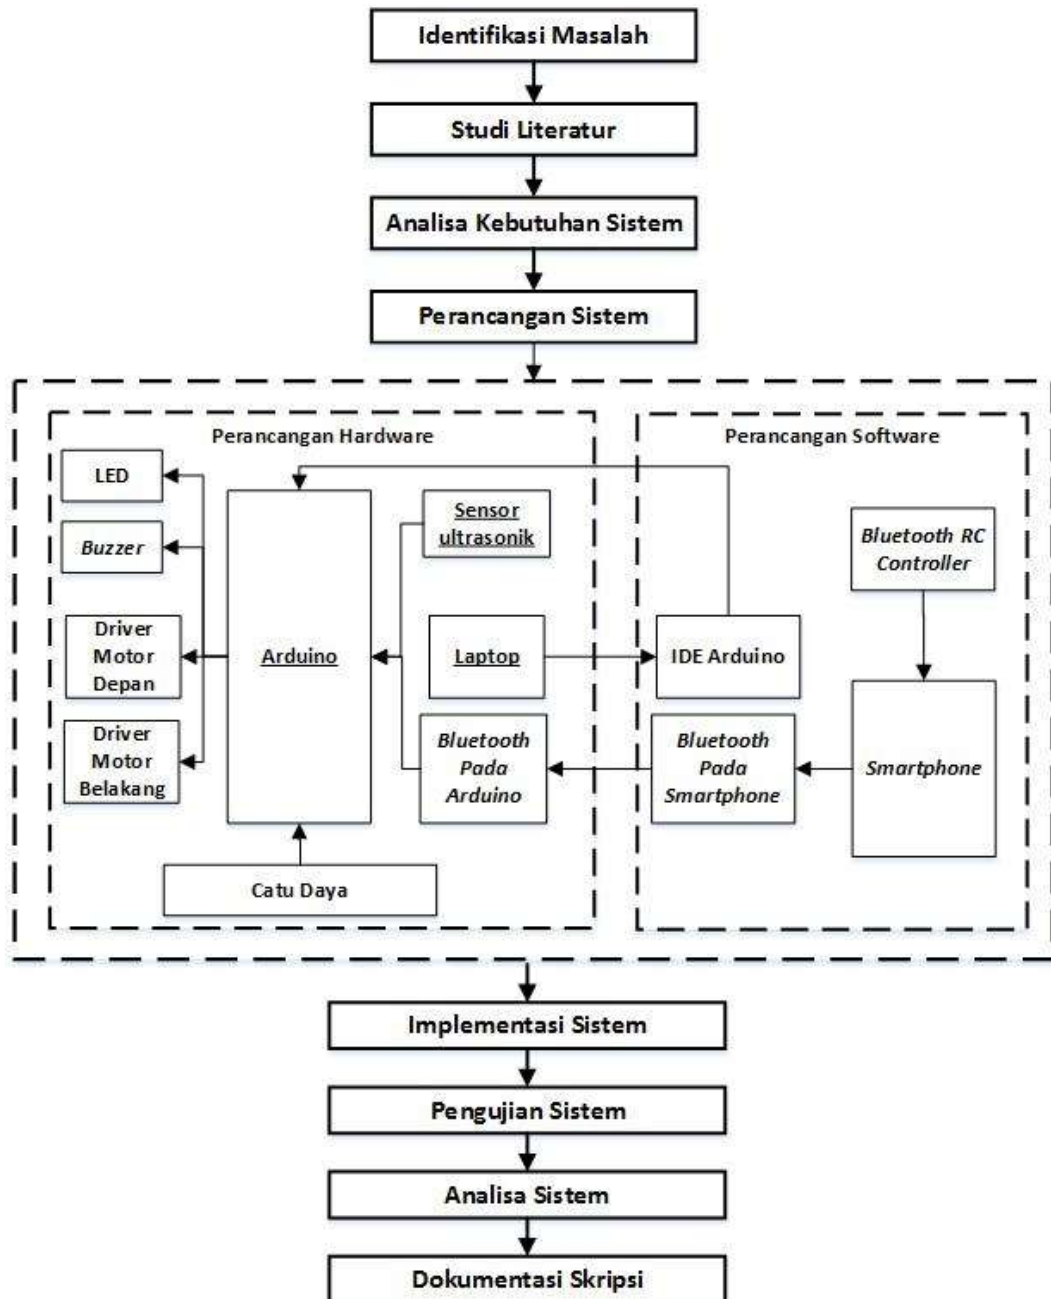 Identifikasi Masalah
Studi Literatur
Analisa Kebutuhan Sistem
Perancangan Sistem
Perancangan Hardware
LED
Buzzer
Driver
Motor
Depan
Driver
Motor
Belakang
Arduino
Sensor
ultrasonik
Laptop
Bluetooth
Pada
Arduino
Catu Daya
Perancangan Software
Bluetooth RC
Controller
IDE Arduino
Bluetooth
Pada
Smartphone
Smartphone
Implementasi Sistem
Pengujian Sistem
Analisa Sistem
Dokumentasi Skripsi